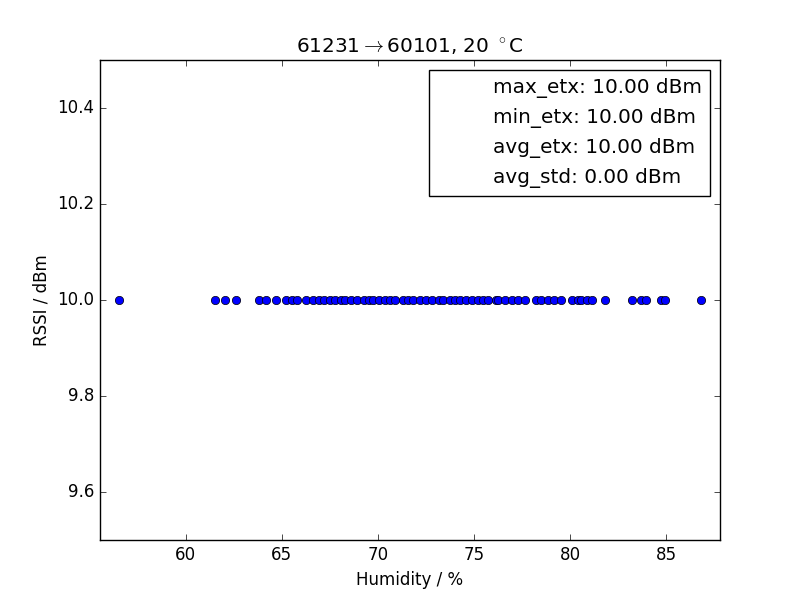 61231→60101, 20 °C
max_etx: 10.00 dBm
min_etx: 10.00 dBm
avg_etx: 10.00 dBm
avg_std: 0.00 dBm
RSSI / dBm
10.4
10.2
10.0
9.8
9.6
60 65 70 75 80 85
Humidity / %